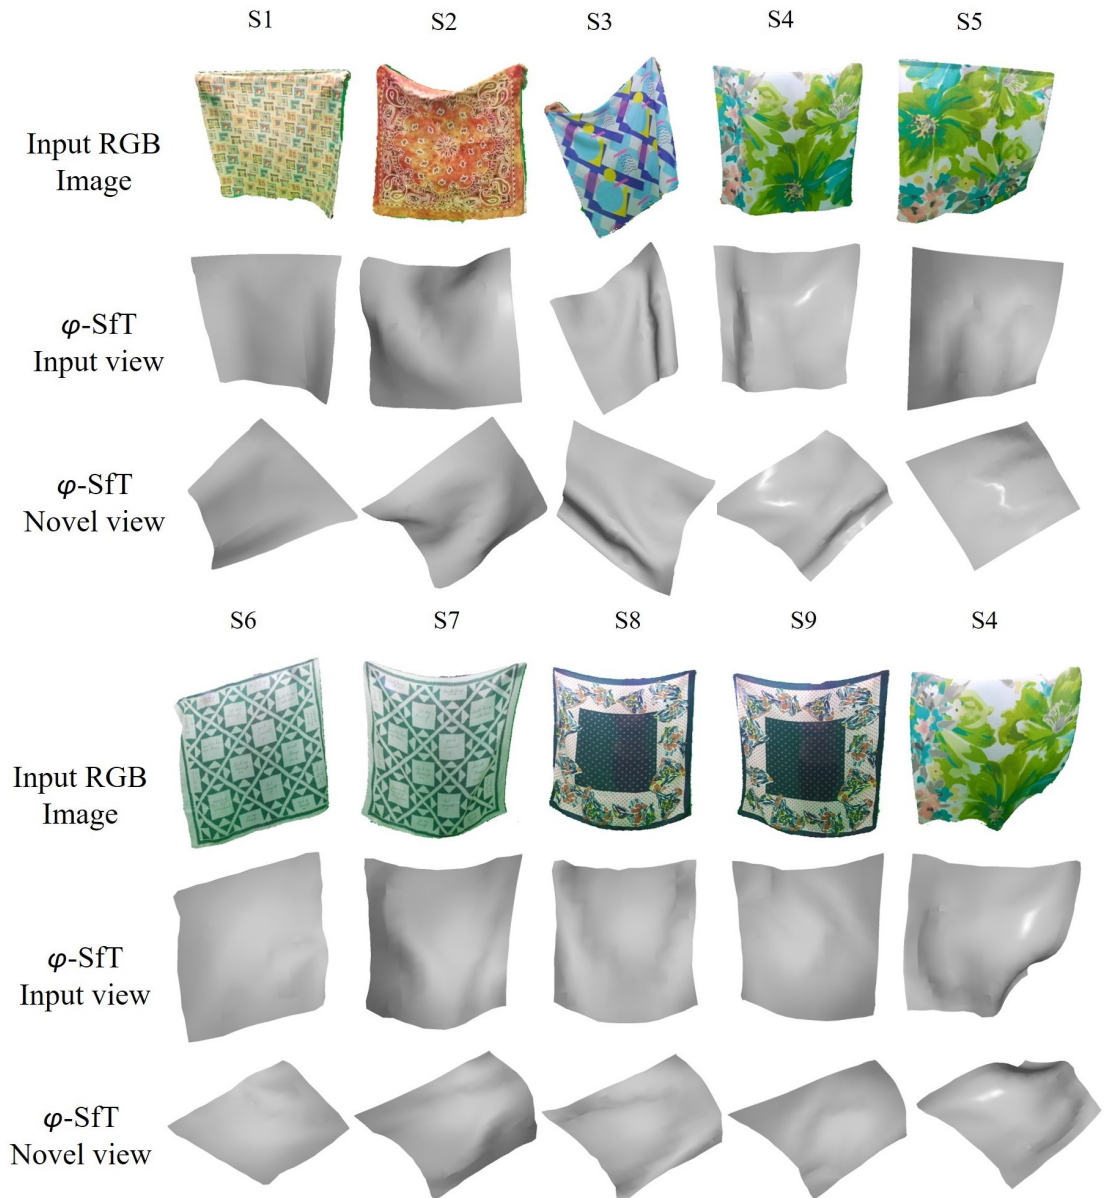 S1 S2 S3 S4 S5
Input RGB
Image
φ-SfT
Input view
φ-SfT
Novel view
S6 S7 S8 S9 S4
Input RGB
Image
φ-SfT
Input view
φ-SfT
Novel view